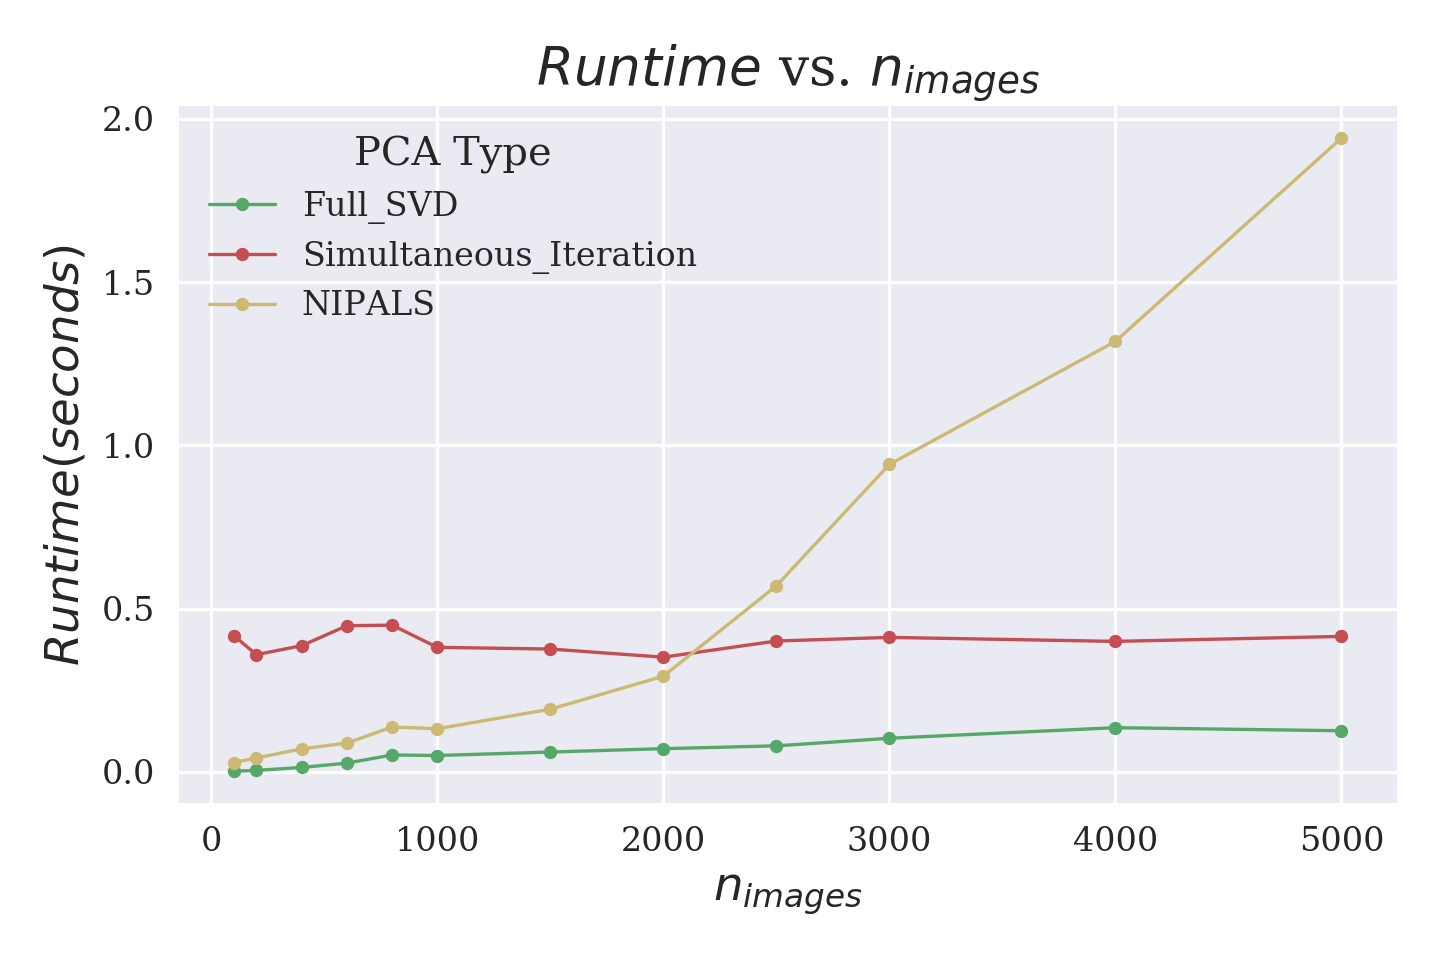 Runtime vs. n_images
2.0
1.5
1.0
0.5
0.0
Runtime(seconds)
PCA Type
Full_SVD
Simultaneous_Iteration
NIPALS
0 1000 2000 3000 4000 5000
n_images